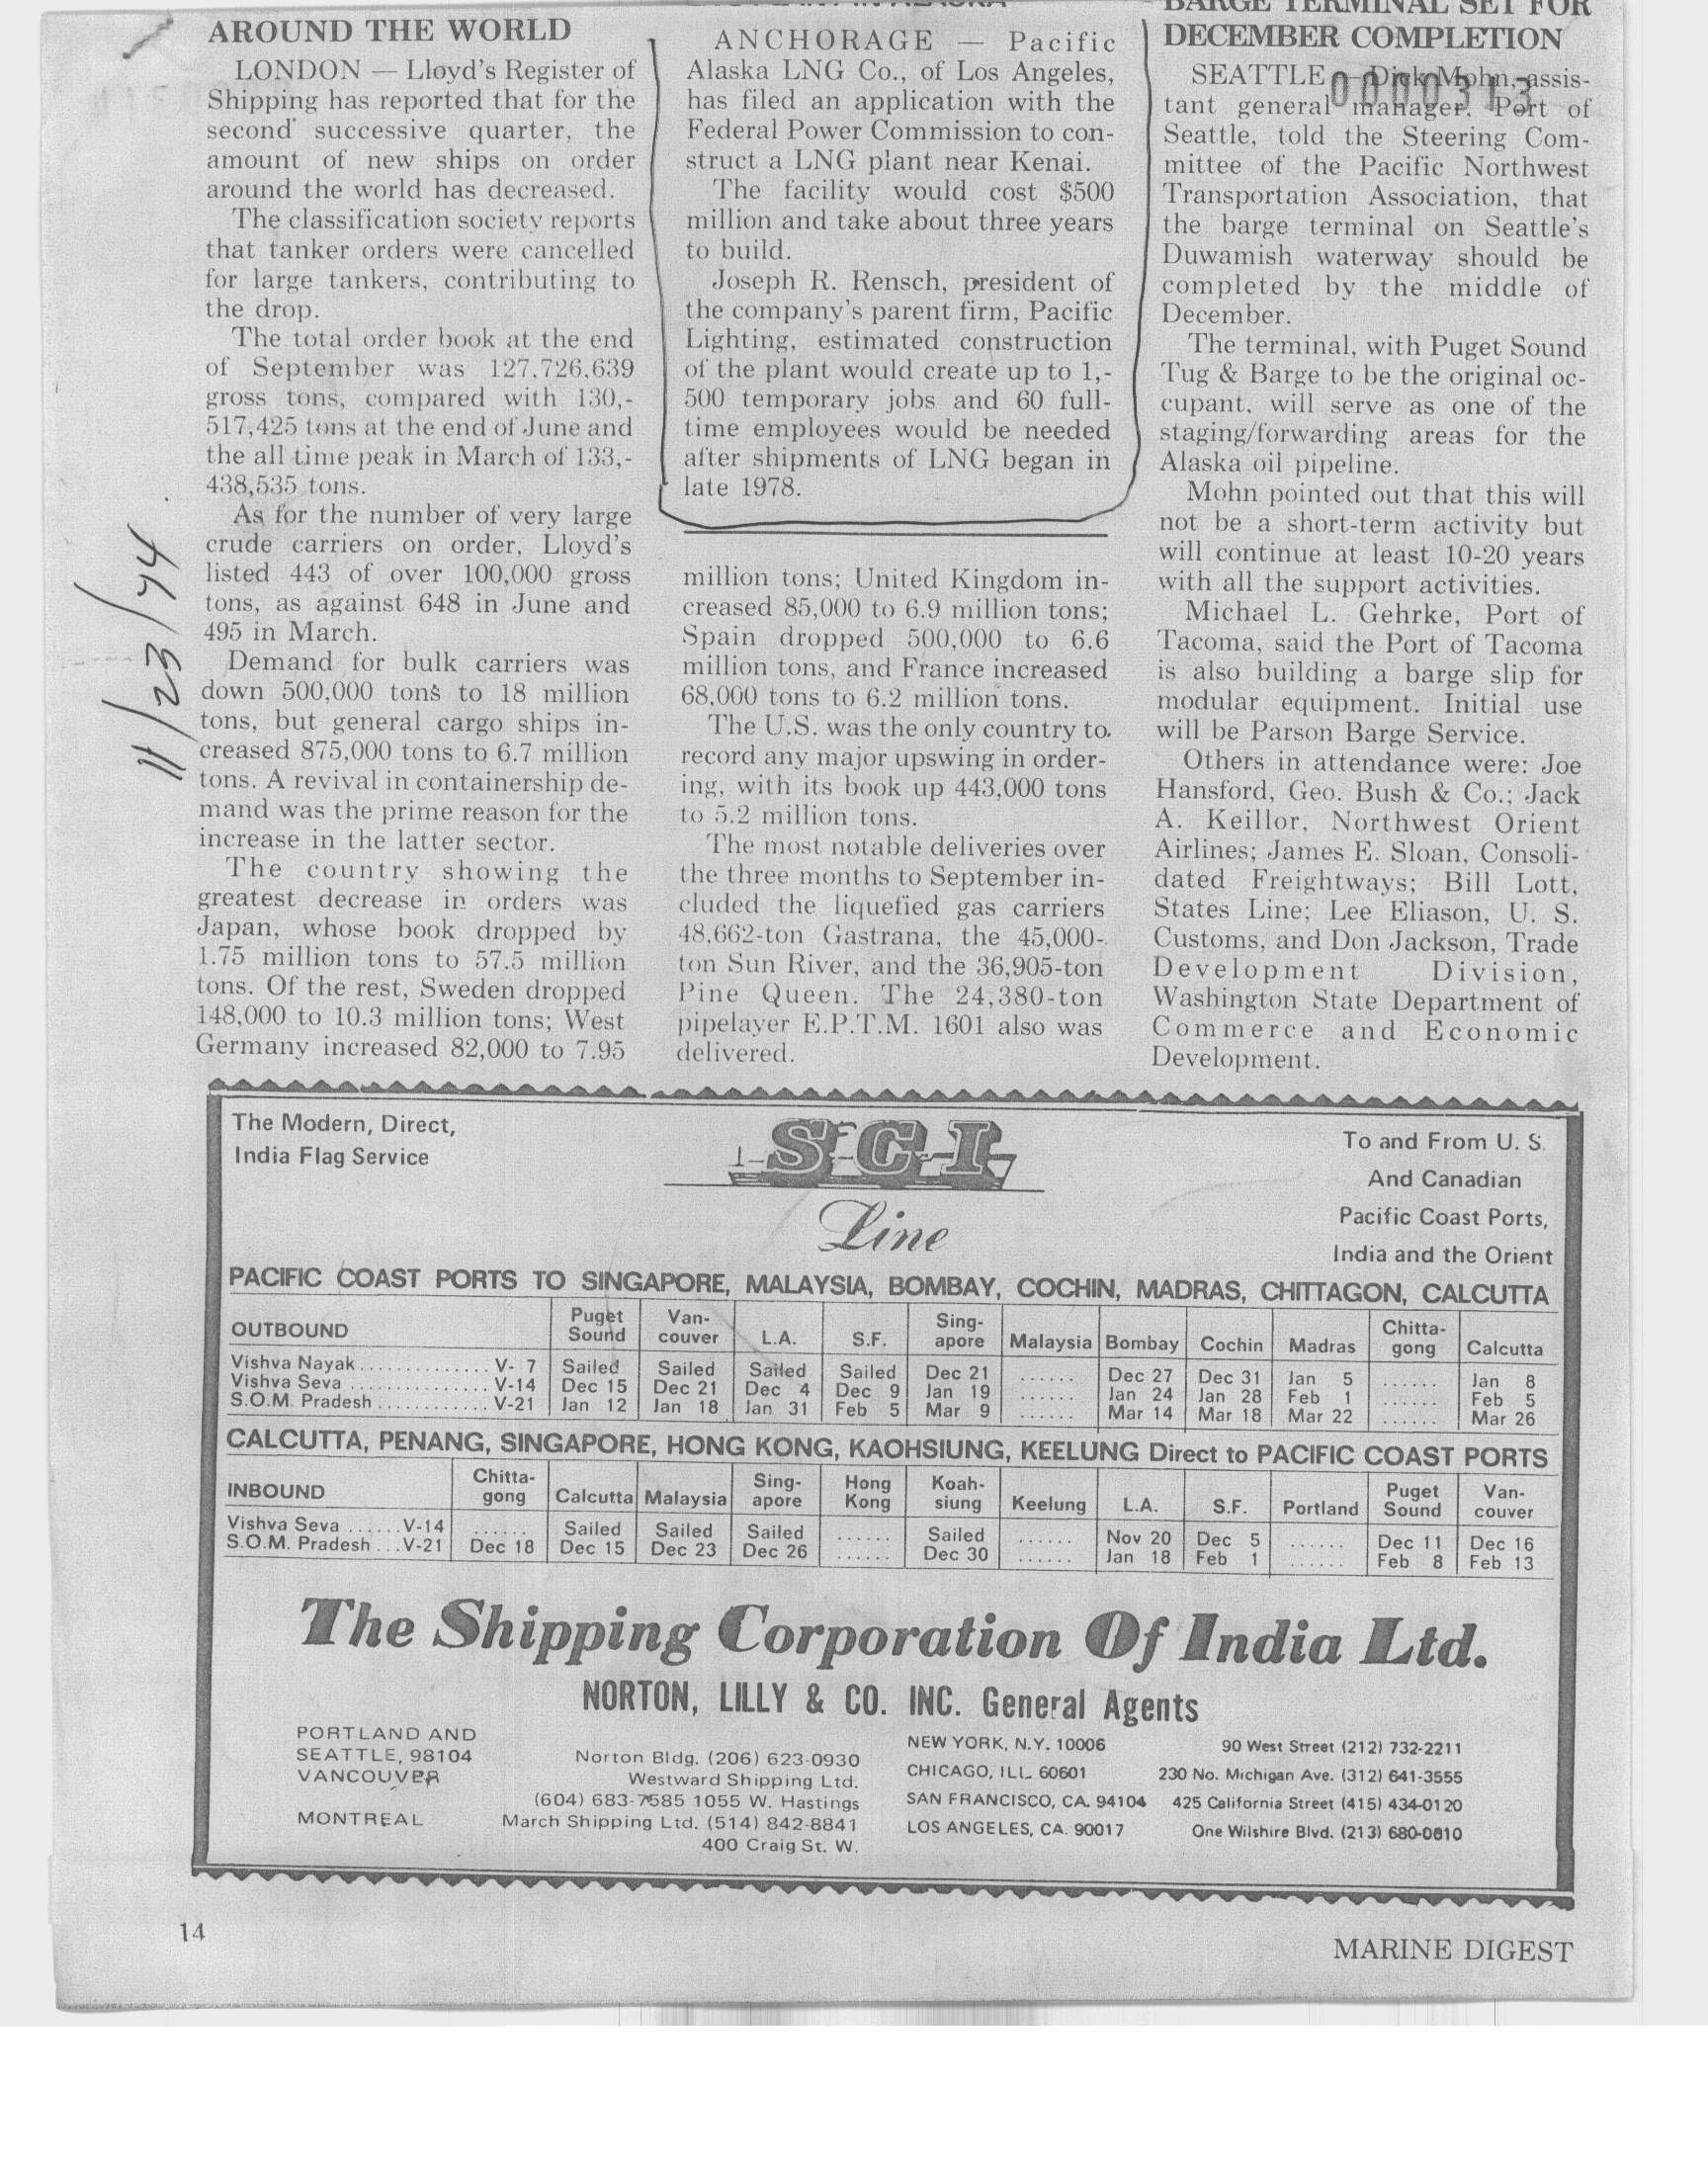 AROUND THE WORLD
LONDON — Lloyd's Register of
Shipping has reported that for the
second successive quarter, the
amount of new ships on order
around the world has decreased.
The classification society reports
that tanker orders were cancelled
for large tankers, contributing to
the drop.
The total order book at the end
of September was 127,726,639
gross tons, compared with 130,-
517,425 tons at the end of June and
the all time peak in March of 133,-
438,535 tons.
As for the number of very large
crude carriers on order, Lloyd's
listed 443 of over 100,000 gross
tons, as against 648 in June and
495 in March.
Demand for bulk carriers was
down 500,000 tons to 18 million
tons, but general cargo ships in-
creased 875,000 tons to 6.7 million
tons. A revival in containership de-
mand was the prime reason for the
increase in the latter sector.
The country showing the
greatest decrease in orders was
Japan, whose book dropped by
1.75 million tons to 57.5 million
tons. Of the rest, Sweden dropped
148,000 to 10.3 million tons; West
Germany increased 82,000 to 7.95
11/23/74
ANCHORAGE — Pacific
Alaska LNG Co., of Los Angeles,
has filed an application with the
Federal Power Commission to con-
struct a LNG plant near Kenai.
The facility would cost $500
million and take about three years
to build.
Joseph R. Rensch, president of
the company's parent firm, Pacific
Lighting, estimated construction
of the plant would create up to 1,-
500 temporary jobs and 60 full-
time employees would be needed
after shipments of LNG began in
late 1978.
million tons; United Kingdom in-
creased 85,000 to 6.9 million tons;
Spain dropped 500,000 to 6.6
million tons, and France increased
68,000 tons to 6.2 million tons.
The U.S. was the only country to
record any major upswing in order-
ing, with its book up 443,000 tons
to 5.2 million tons.
The most notable deliveries over
the three months to September in-
cluded the liquefied gas carriers
48,662-ton Gastrana, the 45,000-
ton Sun River, and the 36,905-ton
Pine Queen. The 24,380-ton
pipelayer E.P.T.M. 1601 also was
delivered.
BARGE TERMINAL SET FOR
DECEMBER COMPLETION
000313
SEATTLE — Dick Mohn, assis-
tant general manager, Port of
Seattle, told the Steering Com-
mittee of the Pacific Northwest
Transportation Association, that
the barge terminal on Seattle's
Duwamish waterway should be
completed by the middle of
December.
The terminal, with Puget Sound
Tug & Barge to be the original oc-
cupant, will serve as one of the
staging/forwarding areas for the
Alaska oil pipeline.
Mohn pointed out that this will
not be a short-term activity but
will continue at least 10-20 years
with all the support activities.
Michael L. Gehrke, Port of
Tacoma, said the Port of Tacoma
is also building a barge slip for
modular equipment. Initial use
will be Parson Barge Service.
Others in attendance were: Joe
Hansford, Geo. Bush & Co.; Jack
A. Keillor, Northwest Orient
Airlines; James E. Sloan, Consoli-
dated Freightways; Bill Lott,
States Line; Lee Eliason, U. S.
Customs, and Don Jackson, Trade
Development Division,
Washington State Department of
Commerce and Economic
Development.
The Modern, Direct,
India Flag Service
SCI
Line
To and From U. S.
And Canadian
Pacific Coast Ports,
India and the Orient
PACIFIC COAST PORTS TO SINGAPORE, MALAYSIA, BOMBAY, COCHIN, MADRAS, CHITTAGON, CALCUTTA
OUTBOUND Puget Sound Van-couver L.A. S.F. Sing-apore Malaysia Bombay Cochin Madras Chitta-gong Calcutta
Vishva Nayak .............. V- 7 Sailed Sailed Sailed Sailed Dec 21 ...... Dec 27 Dec 31 Jan 5 ...... Jan 8
Vishva Seva ............... V-14 Dec 15 Dec 21 Dec 4 Dec 9 Jan 19 ...... Jan 24 Jan 28 Feb 1 ...... Feb 5
S.O.M. Pradesh ............ V-21 Jan 12 Jan 18 Jan 31 Feb 5 Mar 9 ...... Mar 14 Mar 18 Mar 22 ...... Mar 26
CALCUTTA, PENANG, SINGAPORE, HONG KONG, KAOHSIUNG, KEELUNG Direct to PACIFIC COAST PORTS
INBOUND Chitta-gong Calcutta Malaysia Sing-apore Hong Kong Koah-siung Keelung L.A. S.F. Portland Puget Sound Van-couver
Vishva Seva ...... V-14 ...... Sailed Sailed Sailed ...... Sailed ...... Nov 20 Dec 5 ...... Dec 11 Dec 16
S.O.M. Pradesh ... V-21 Dec 18 Dec 15 Dec 23 Dec 26 ...... Dec 30 ...... Jan 18 Feb 1 ...... Feb 8 Feb 13
The Shipping Corporation Of India Ltd.
NORTON, LILLY & CO. INC. General Agents
PORTLAND AND
SEATTLE, 98104 Norton Bldg. (206) 623-0930
VANCOUVER Westward Shipping Ltd.
(604) 683-7585 1055 W. Hastings
MONTREAL March Shipping Ltd. (514) 842-8841
400 Craig St. W.
NEW YORK, N.Y. 10006 90 West Street (212) 732-2211
CHICAGO, ILL. 60601 230 No. Michigan Ave. (312) 641-3555
SAN FRANCISCO, CA. 94104 425 California Street (415) 434-0120
LOS ANGELES, CA. 90017 One Wilshire Blvd. (213) 680-0810
14
MARINE DIGEST